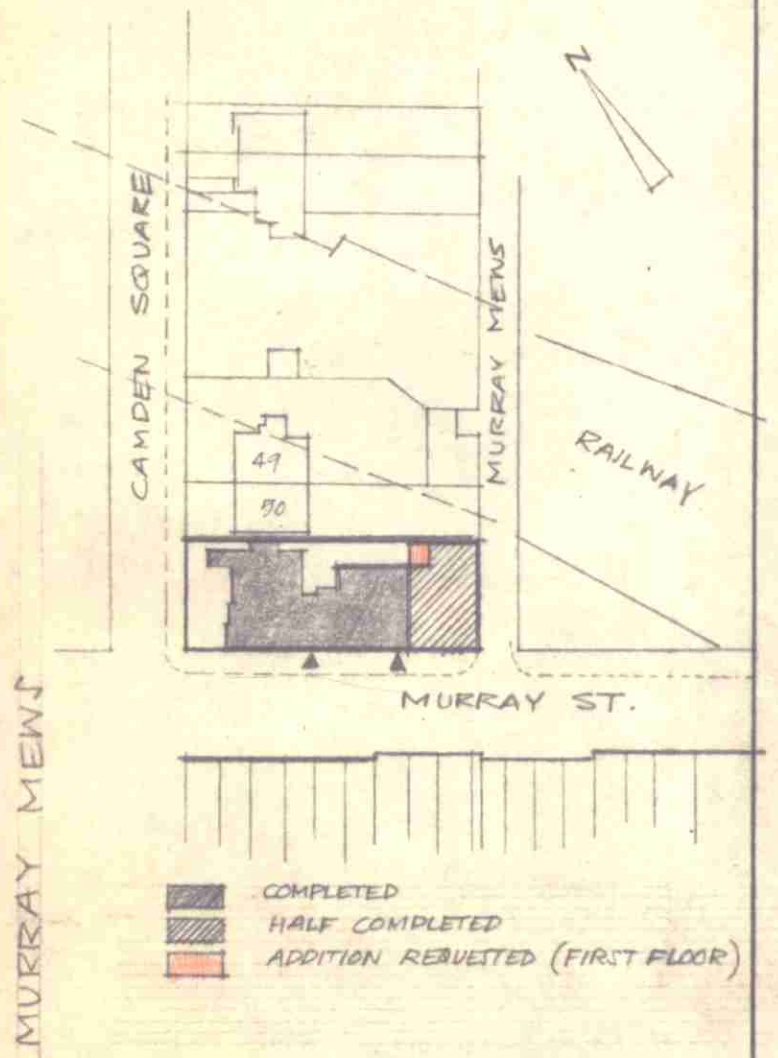 N
CAMDEN SQUARE
MURRAY MEWS
RAILWAY
49
50
MURRAY ST.
MURRAY MEWS
COMPLETED
HALF COMPLETED
ADDITION REQUESTED (FIRST FLOOR)